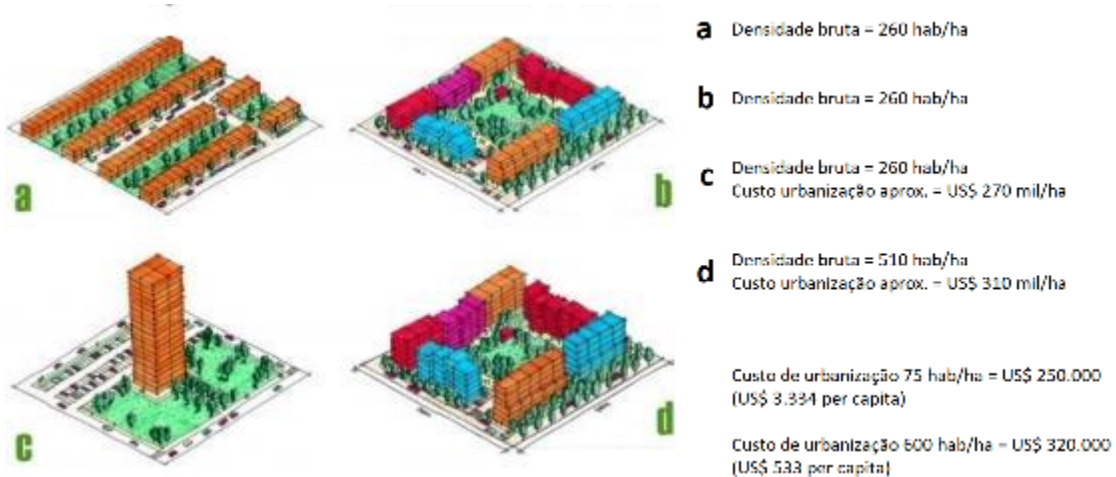 a
b
c
d
a Densidade bruta = 260 hab/ha
b Densidade bruta = 260 hab/ha
c Densidade bruta = 260 hab/ha
Custo urbanização aprox. = US$ 270 mil/ha
d Densidade bruta = 510 hab/ha
Custo urbanização aprox. = US$ 310 mil/ha
Custo de urbanização 75 hab/ha = US$ 250.000
(US$ 3.334 per capita)
Custo de urbanização 600 hab/ha = US$ 320.000
(US$ 533 per capita)